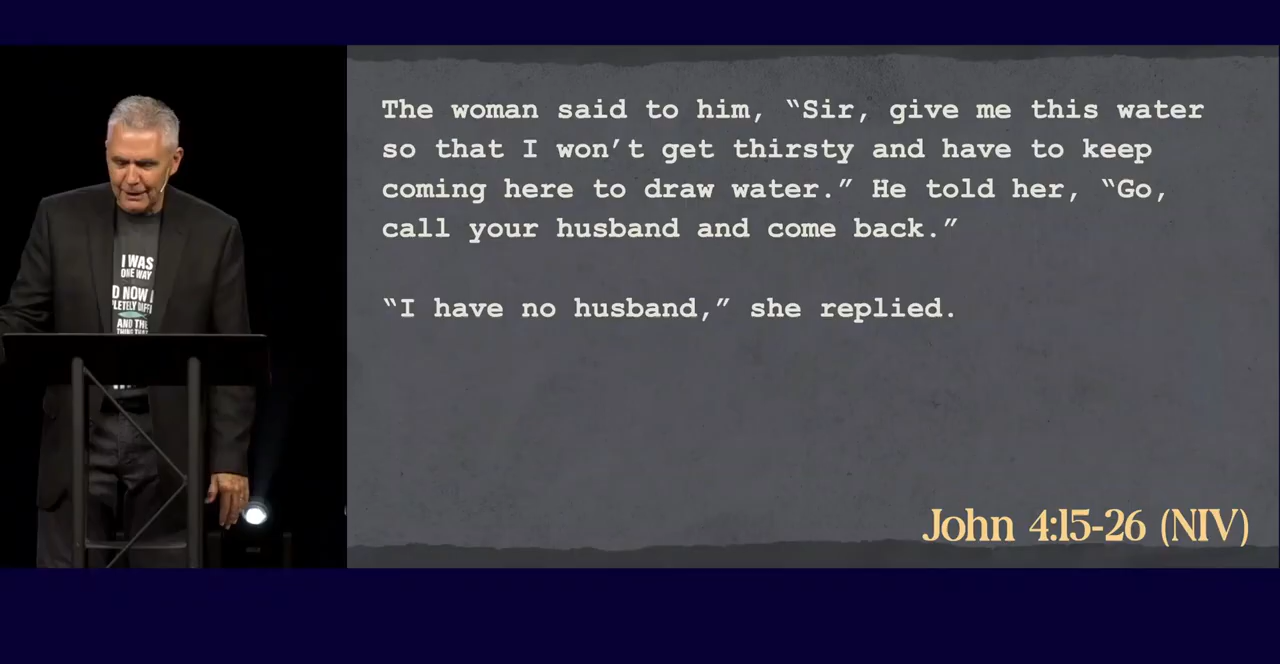 I WAS
ONE WAY
AND THE
The woman said to him, “Sir, give me this water
so that I won’t get thirsty and have to keep
coming here to draw water.” He told her, “Go,
call your husband and come back.”
“I have no husband,” she replied.
John 4:15-26 (NIV)